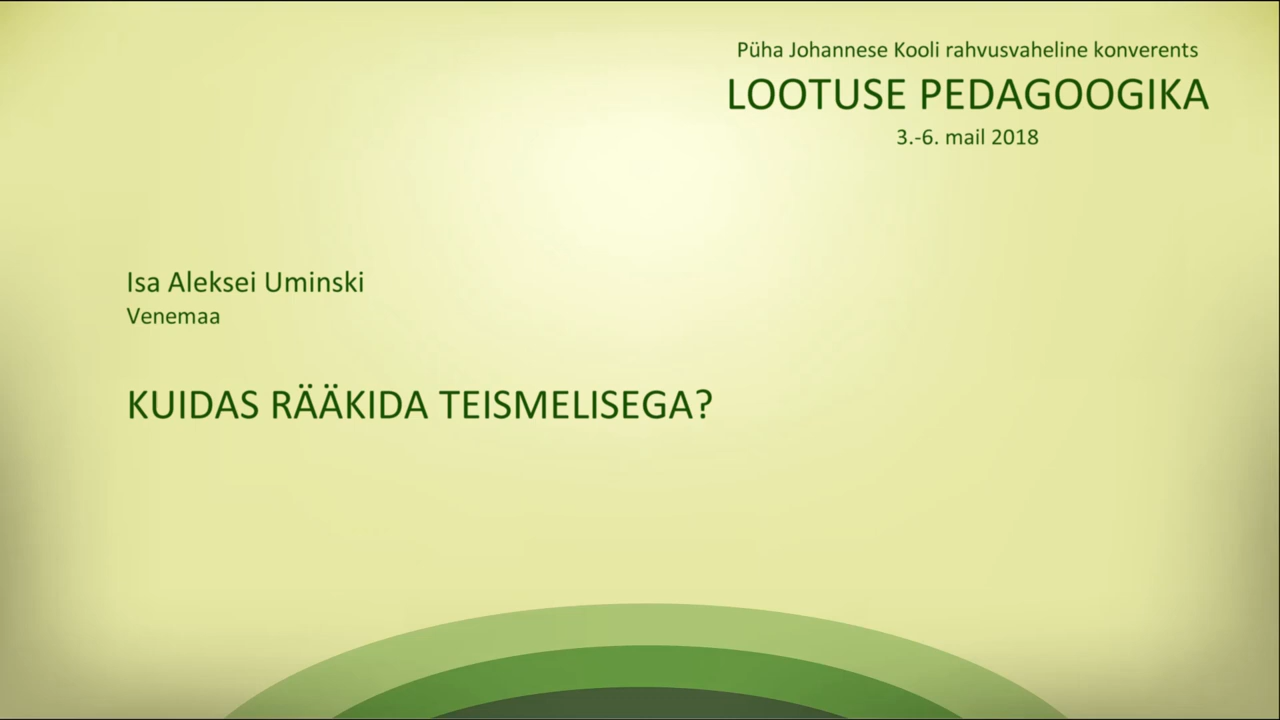 Püha Johannese Kooli rahvusvaheline konverents
LOOTUSE PEDAGOOGIKA
3.-6. mail 2018
Isa Aleksei Uminski
Venemaa
KUIDAS RÄÄKIDA TEISMELISEGA?